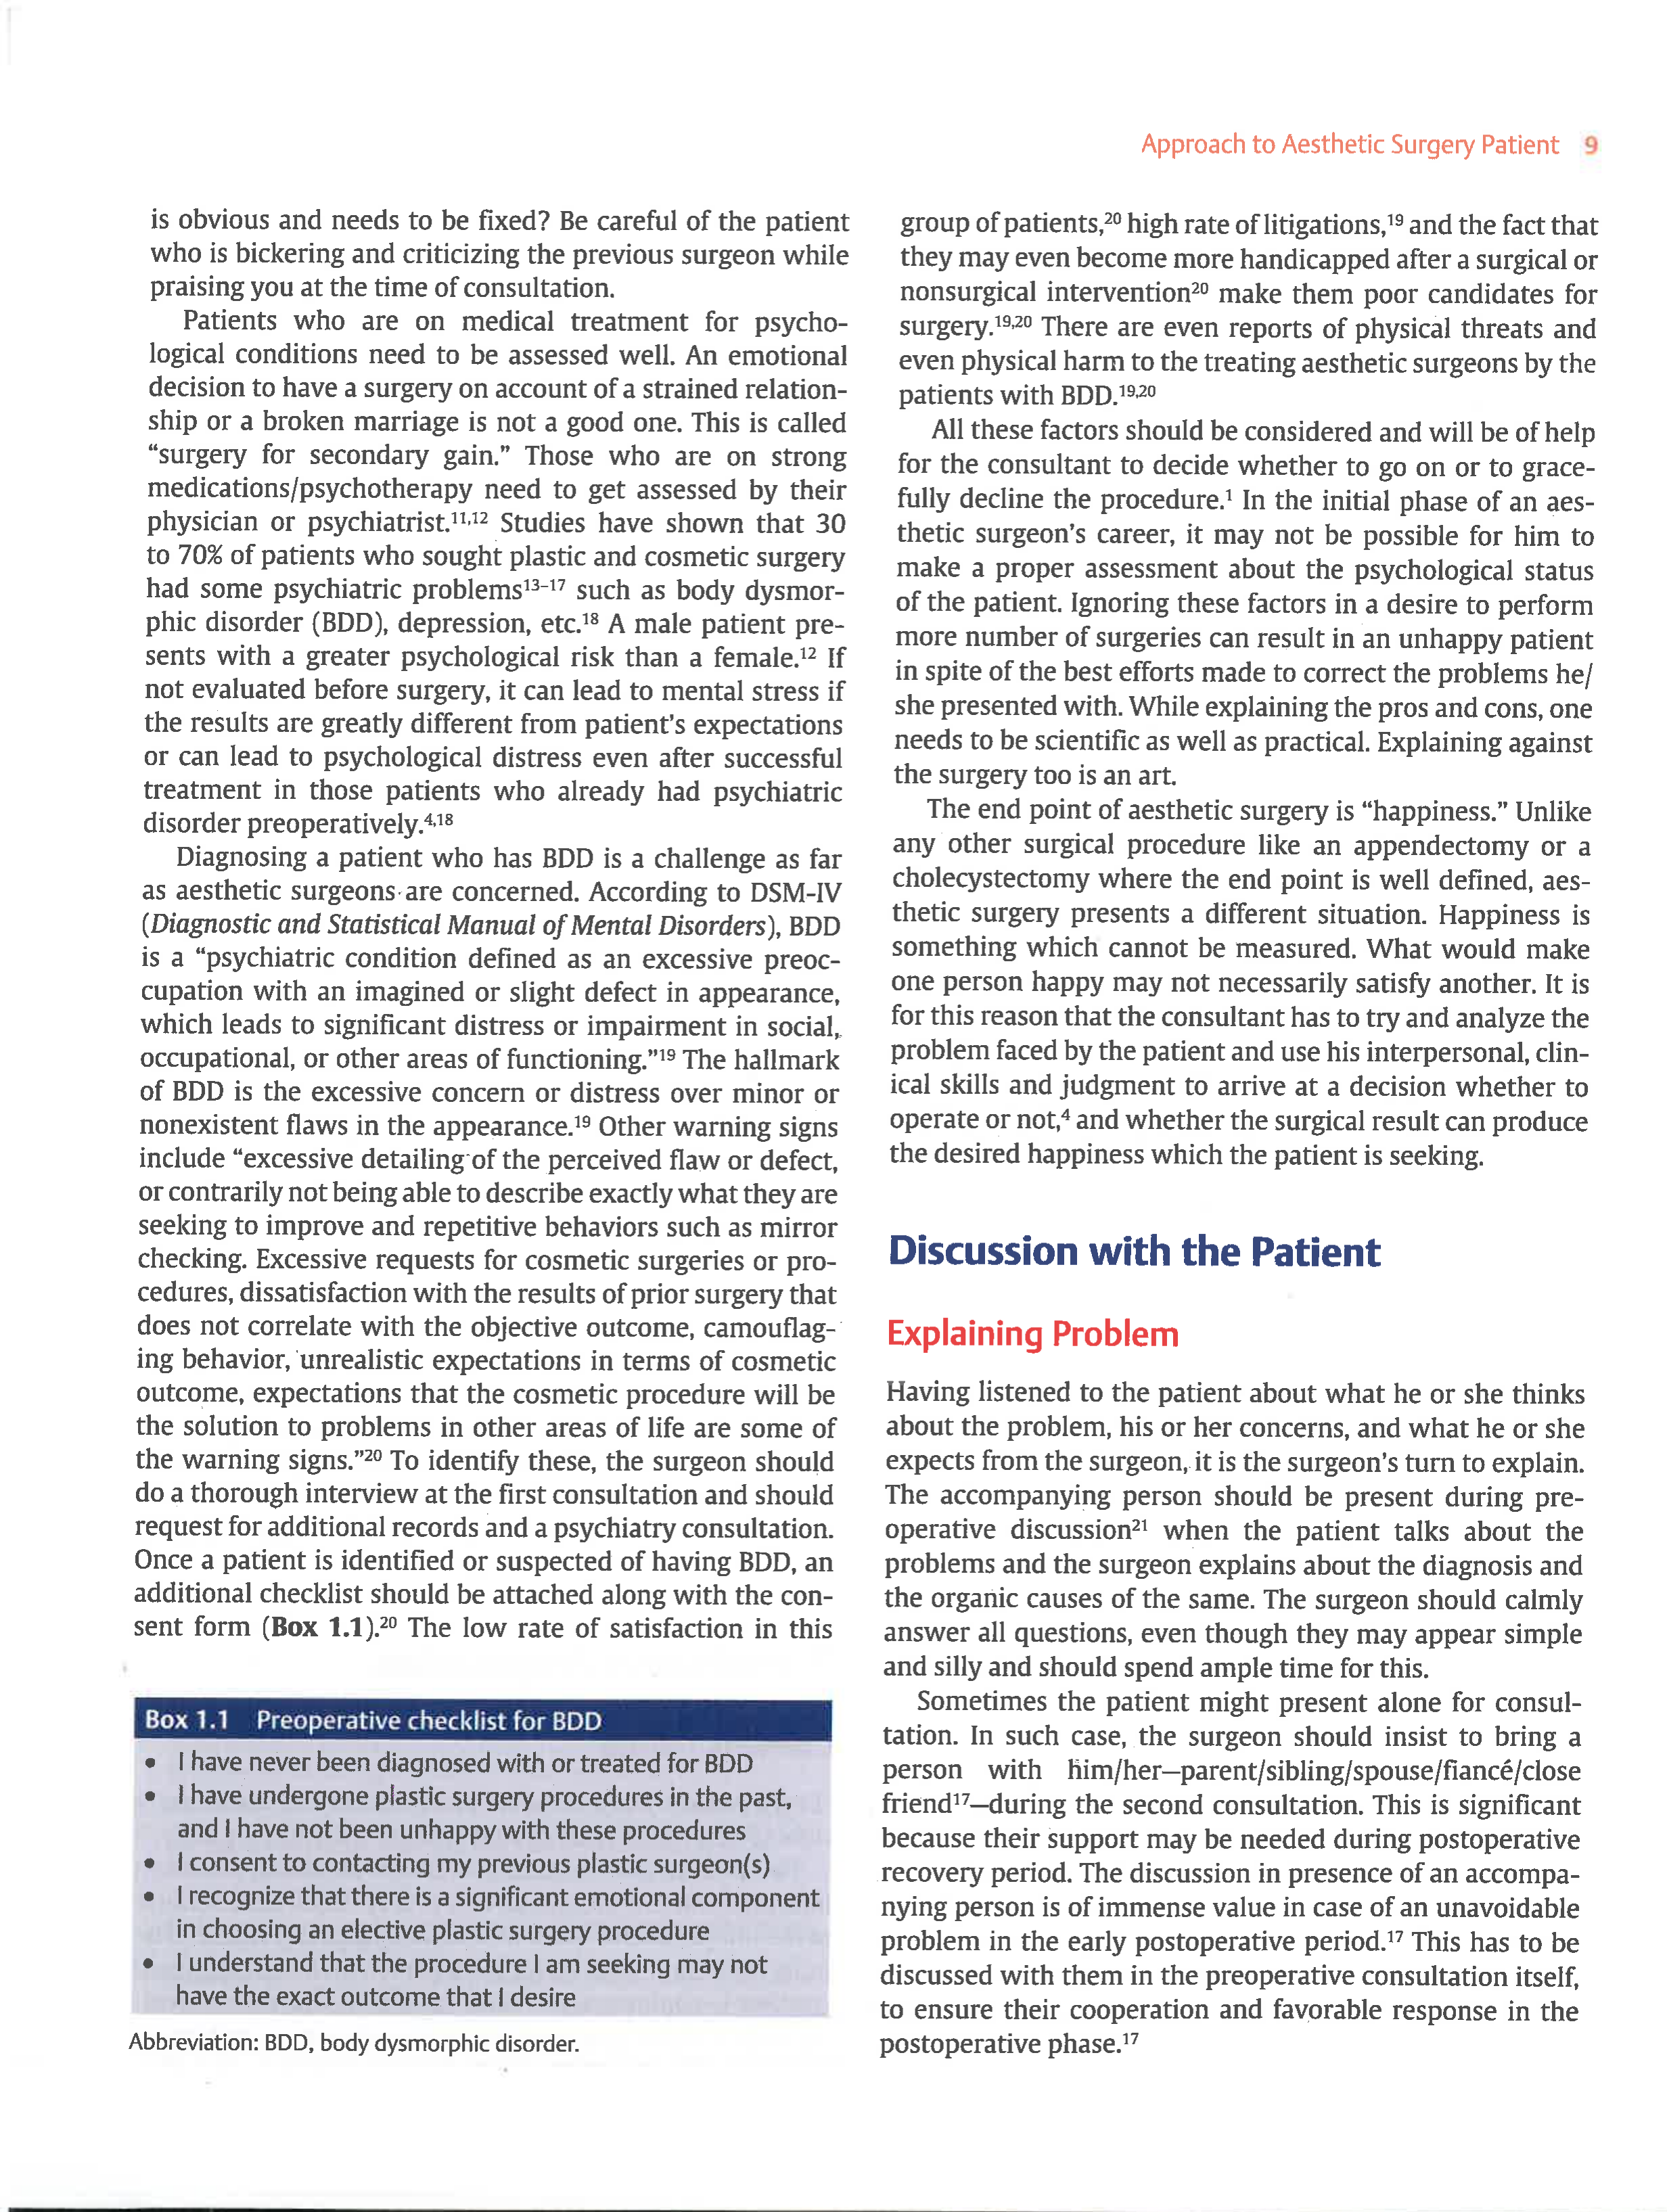 Approach to Aesthetic Surgery Patient 9
is obvious and needs to be fixed? Be careful of the patient
who is bickering and criticizing the previous surgeon while
praising you at the time of consultation.
Patients who are on medical treatment for psycho-
logical conditions need to be assessed well. An emotional
decision to have a surgery on account of a strained relation-
ship or a broken marriage is not a good one. This is called
“surgery for secondary gain.” Those who are on strong
medications/psychotherapy need to get assessed by their
physician or psychiatrist.11,12 Studies have shown that 30
to 70% of patients who sought plastic and cosmetic surgery
had some psychiatric problems13–17 such as body dysmor-
phic disorder (BDD), depression, etc.18 A male patient pre-
sents with a greater psychological risk than a female.12 If
not evaluated before surgery, it can lead to mental stress if
the results are greatly different from patient’s expectations
or can lead to psychological distress even after successful
treatment in those patients who already had psychiatric
disorder preoperatively.4,18
Diagnosing a patient who has BDD is a challenge as far
as aesthetic surgeons are concerned. According to DSM-IV
(Diagnostic and Statistical Manual of Mental Disorders), BDD
is a “psychiatric condition defined as an excessive preoc-
cupation with an imagined or slight defect in appearance,
which leads to significant distress or impairment in social,
occupational, or other areas of functioning.”19 The hallmark
of BDD is the excessive concern or distress over minor or
nonexistent flaws in the appearance.19 Other warning signs
include “excessive detailing of the perceived flaw or defect,
or contrarily not being able to describe exactly what they are
seeking to improve and repetitive behaviors such as mirror
checking. Excessive requests for cosmetic surgeries or pro-
cedures, dissatisfaction with the results of prior surgery that
does not correlate with the objective outcome, camouflag-
ing behavior, unrealistic expectations in terms of cosmetic
outcome, expectations that the cosmetic procedure will be
the solution to problems in other areas of life are some of
the warning signs.”20 To identify these, the surgeon should
do a thorough interview at the first consultation and should
request for additional records and a psychiatry consultation.
Once a patient is identified or suspected of having BDD, an
additional checklist should be attached along with the con-
sent form (Box 1.1).20 The low rate of satisfaction in this
Box 1.1 Preoperative checklist for BDD
• I have never been diagnosed with or treated for BDD
• I have undergone plastic surgery procedures in the past,
and I have not been unhappy with these procedures
• I consent to contacting my previous plastic surgeon(s)
• I recognize that there is a significant emotional component
in choosing an elective plastic surgery procedure
• I understand that the procedure I am seeking may not
have the exact outcome that I desire
Abbreviation: BDD, body dysmorphic disorder.
group of patients,20 high rate of litigations,19 and the fact that
they may even become more handicapped after a surgical or
nonsurgical intervention20 make them poor candidates for
surgery.19,20 There are even reports of physical threats and
even physical harm to the treating aesthetic surgeons by the
patients with BDD.19,20
All these factors should be considered and will be of help
for the consultant to decide whether to go on or to grace-
fully decline the procedure.1 In the initial phase of an aes-
thetic surgeon’s career, it may not be possible for him to
make a proper assessment about the psychological status
of the patient. Ignoring these factors in a desire to perform
more number of surgeries can result in an unhappy patient
in spite of the best efforts made to correct the problems he/
she presented with. While explaining the pros and cons, one
needs to be scientific as well as practical. Explaining against
the surgery too is an art.
The end point of aesthetic surgery is “happiness.” Unlike
any other surgical procedure like an appendectomy or a
cholecystectomy where the end point is well defined, aes-
thetic surgery presents a different situation. Happiness is
something which cannot be measured. What would make
one person happy may not necessarily satisfy another. It is
for this reason that the consultant has to try and analyze the
problem faced by the patient and use his interpersonal, clin-
ical skills and judgment to arrive at a decision whether to
operate or not,4 and whether the surgical result can produce
the desired happiness which the patient is seeking.
Discussion with the Patient
Explaining Problem
Having listened to the patient about what he or she thinks
about the problem, his or her concerns, and what he or she
expects from the surgeon, it is the surgeon’s turn to explain.
The accompanying person should be present during pre-
operative discussion21 when the patient talks about the
problems and the surgeon explains about the diagnosis and
the organic causes of the same. The surgeon should calmly
answer all questions, even though they may appear simple
and silly and should spend ample time for this.
Sometimes the patient might present alone for consul-
tation. In such case, the surgeon should insist to bring a
person with him/her—parent/sibling/spouse/fiancé/close
friend17—during the second consultation. This is significant
because their support may be needed during postoperative
recovery period. The discussion in presence of an accompa-
nying person is of immense value in case of an unavoidable
problem in the early postoperative period.17 This has to be
discussed with them in the preoperative consultation itself,
to ensure their cooperation and favorable response in the
postoperative phase.17